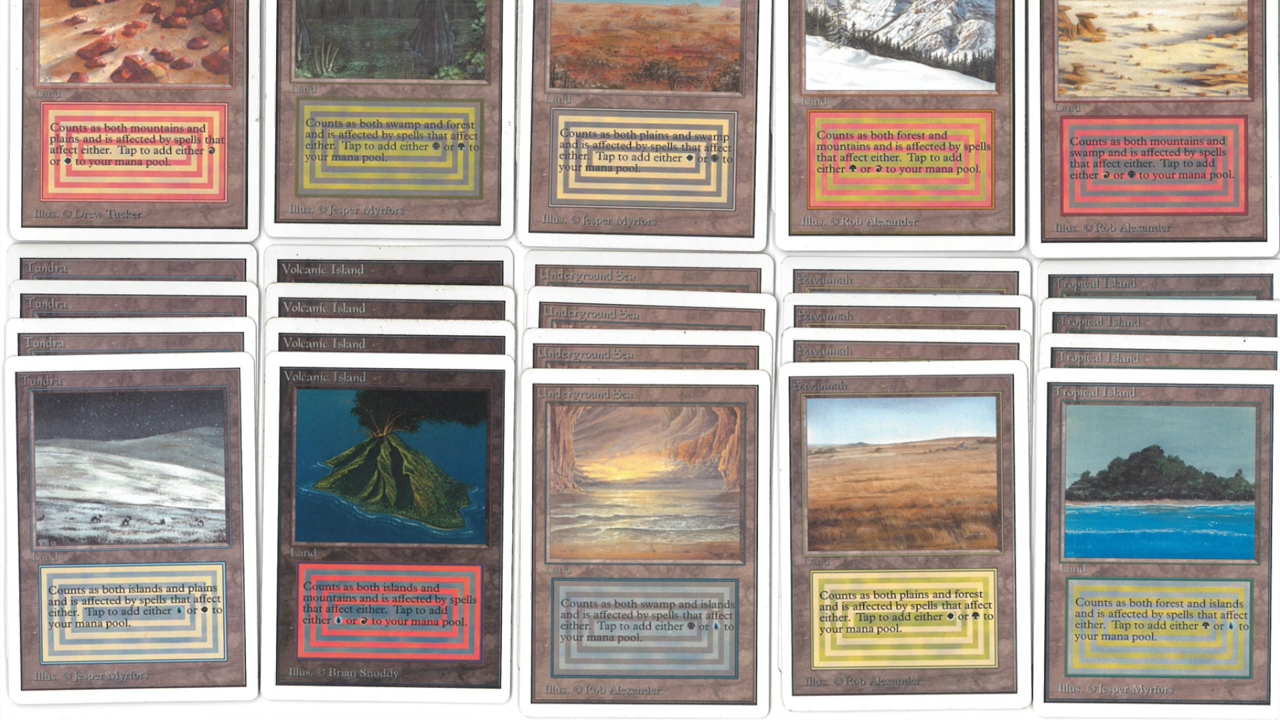 Land
Counts as both mountains and
plains and is affected by spells that
affect either. Tap to add either
or to your mana pool.
Illus. © Drew Tucker
Land
Counts as both swamp and forest
and is affected by spells that affect
either. Tap to add either or to
your mana pool.
Illus. © Jesper Myrfors
Land
Counts as both plains and swamp
and is affected by spells that affect
either. Tap to add either or to
your mana pool.
Illus. © Jesper Myrfors
Land
Counts as both forest and
mountains and is affected by spells
that affect either. Tap to add
either or to your mana pool.
Illus. © Rob Alexander
Land
Counts as both mountains and
swamp and is affected by spells
that affect either. Tap to add
either or to your mana pool.
Illus. © Rob Alexander
Tundra
Tundra
Tundra
Tundra
Land
Counts as both islands and plains
and is affected by spells that affect
either. Tap to add either or to
your mana pool.
Illus. © Jesper Myrfors
Volcanic Island
Volcanic Island
Volcanic Island
Volcanic Island
Land
Counts as both islands and
mountains and is affected by spells
that affect either. Tap to add
either or to your mana pool.
Illus. © Brian Snoddy
Underground Sea
Underground Sea
Underground Sea
Underground Sea
Land
Counts as both swamp and islands
and is affected by spells that affect
either. Tap to add either or to
your mana pool.
Illus. © Rob Alexander
Savannah
Savannah
Savannah
Savannah
Land
Counts as both plains and forest
and is affected by spells that affect
either. Tap to add either or to
your mana pool.
Illus. © Rob Alexander
Tropical Island
Tropical Island
Tropical Island
Tropical Island
Land
Counts as both forest and islands
and is affected by spells that affect
either. Tap to add either or to
your mana pool.
Illus. © Jesper Myrfors